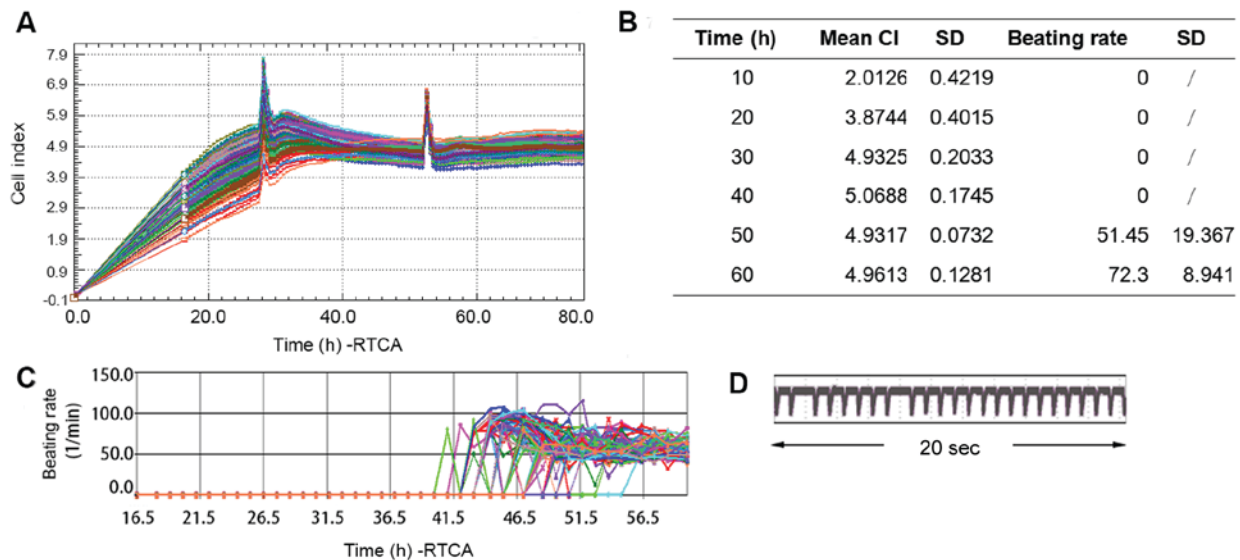 A
7.9
6.9
5.9
4.9
3.9
2.9
1.9
0.9
-0.1
Cell index
0.0 20.0 40.0 60.0 80.0
Time (h) -RTCA
B
Time (h) Mean CI SD Beating rate SD
10 2.0126 0.4219 0 /
20 3.8744 0.4015 0 /
30 4.9325 0.2033 0 /
40 5.0688 0.1745 0 /
50 4.9317 0.0732 51.45 19.367
60 4.9613 0.1281 72.3 8.941
C
150.0
100.0
50.0
0.0
Beating rate
(1/min)
16.5 21.5 26.5 31.5 36.5 41.5 46.5 51.5 56.5
Time (h) -RTCA
D
20 sec